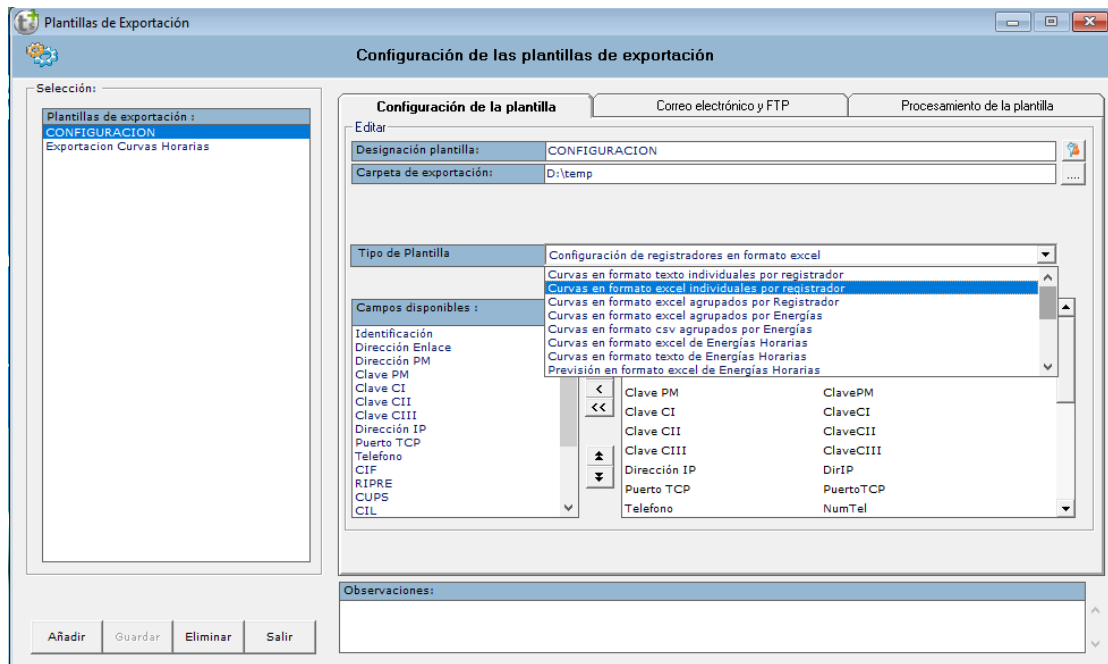 Plantillas de Exportación
Configuración de las plantillas de exportación
Selección:
Plantillas de exportación :
CONFIGURACION
Exportacion Curvas Horarias
Configuración de la plantilla
Correo electrónico y FTP
Procesamiento de la plantilla
Editar
Designación plantilla:
CONFIGURACION
Carpeta de exportación:
D:\temp
....
Tipo de Plantilla
Configuración de registradores en formato excel
Curvas en formato texto individuales por registrador
Curvas en formato excel individuales por registrador
Curvas en formato excel agrupados por Registrador
Curvas en formato excel agrupados por Energías
Curvas en formato csv agrupados por Energías
Curvas en formato excel de Energías Horarias
Curvas en formato texto de Energías Horarias
Previsión en formato excel de Energías Horarias
Campos disponibles :
Identificación
Dirección Enlace
Dirección PM
Clave PM
Clave CI
Clave CII
Clave CIII
Dirección IP
Puerto TCP
Telefono
CIF
RIPRE
CUPS
CIL
<
<<
Clave PM ClavePM
Clave CI ClaveCI
Clave CII ClaveCII
Clave CIII ClaveCIII
Dirección IP DirIP
Puerto TCP PuertoTCP
Telefono NumTel
Observaciones:
Añadir
Guardar
Eliminar
Salir